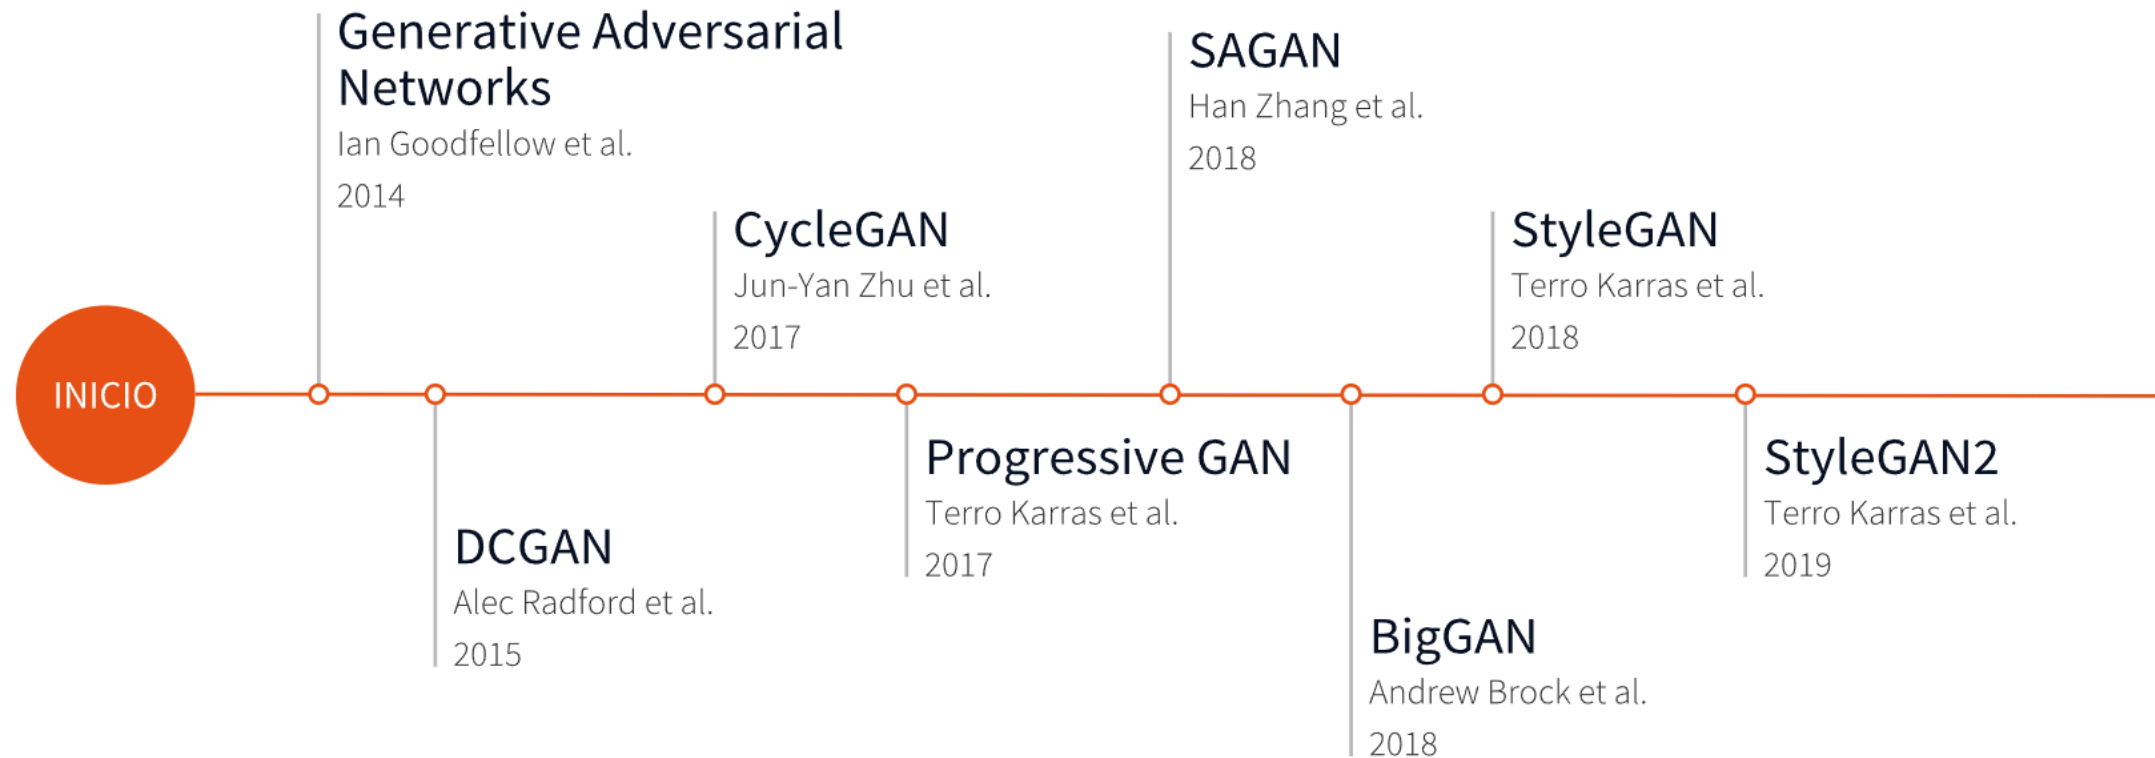 INICIO
Generative Adversarial
Networks
Ian Goodfellow et al.
2014
DCGAN
Alec Radford et al.
2015
CycleGAN
Jun-Yan Zhu et al.
2017
Progressive GAN
Terro Karras et al.
2017
SAGAN
Han Zhang et al.
2018
BigGAN
Andrew Brock et al.
2018
StyleGAN
Terro Karras et al.
2018
StyleGAN2
Terro Karras et al.
2019